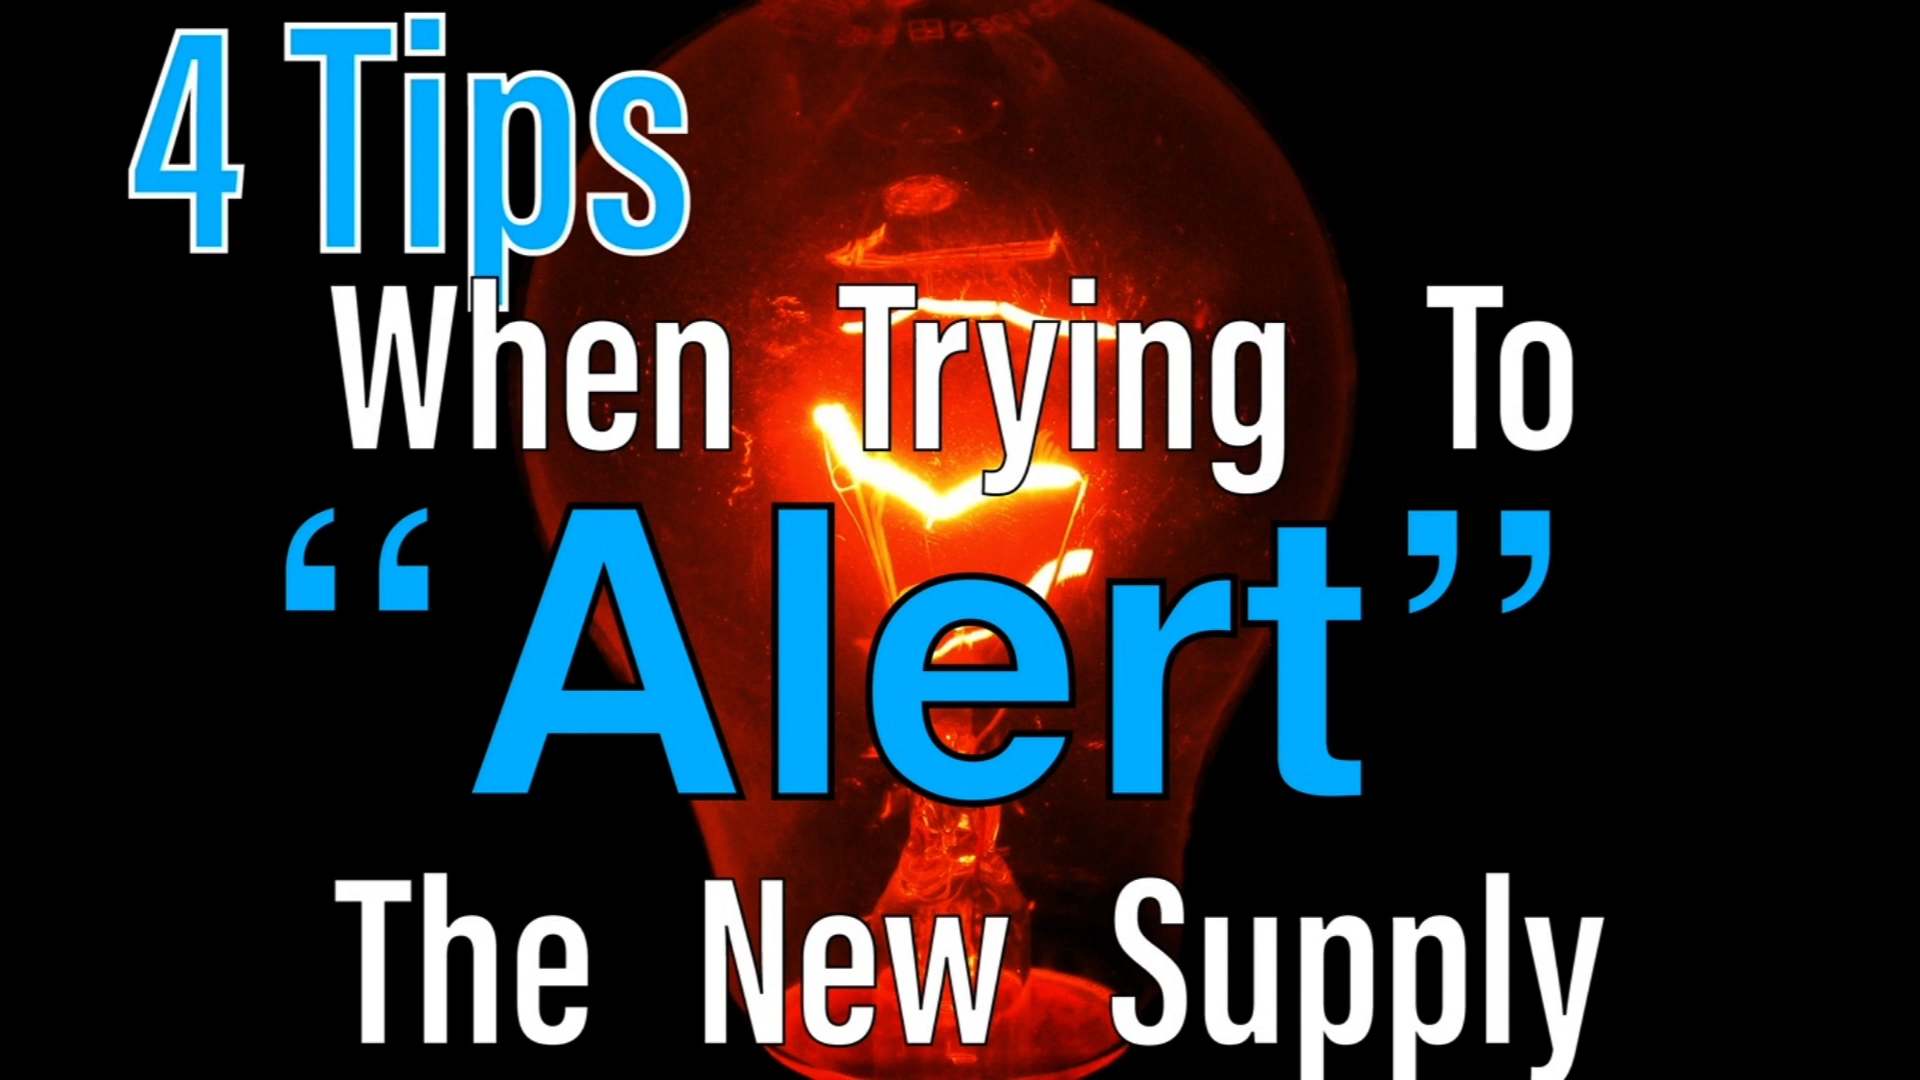 4 Tips
When Trying To
“Alert”
The New Supply